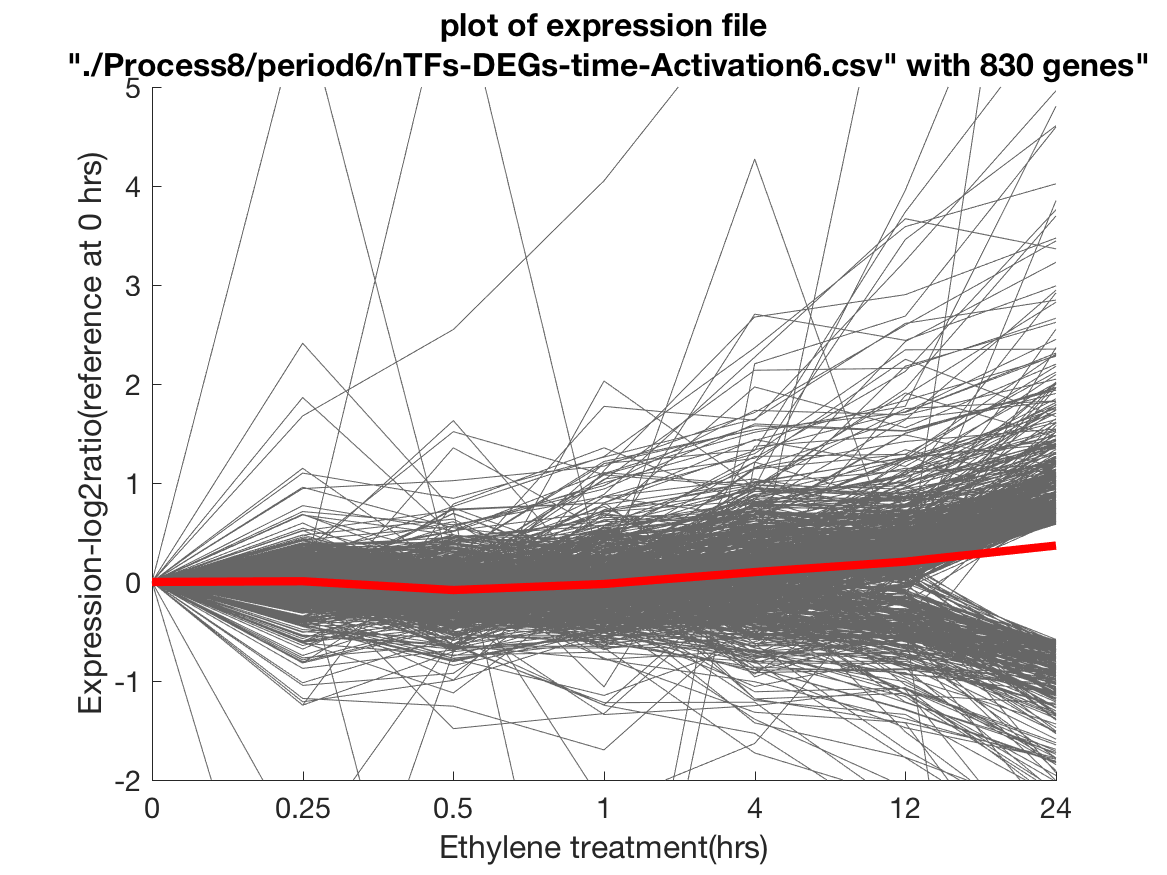 plot of expression file
"./Process8/period6/nTFs-DEGs-time-Activation6.csv" with 830 genes"
Expression-log2ratio(reference at 0 hrs)
5
4
3
2
1
0
-1
-2
0 0.25 0.5 1 4 12 24
Ethylene treatment(hrs)